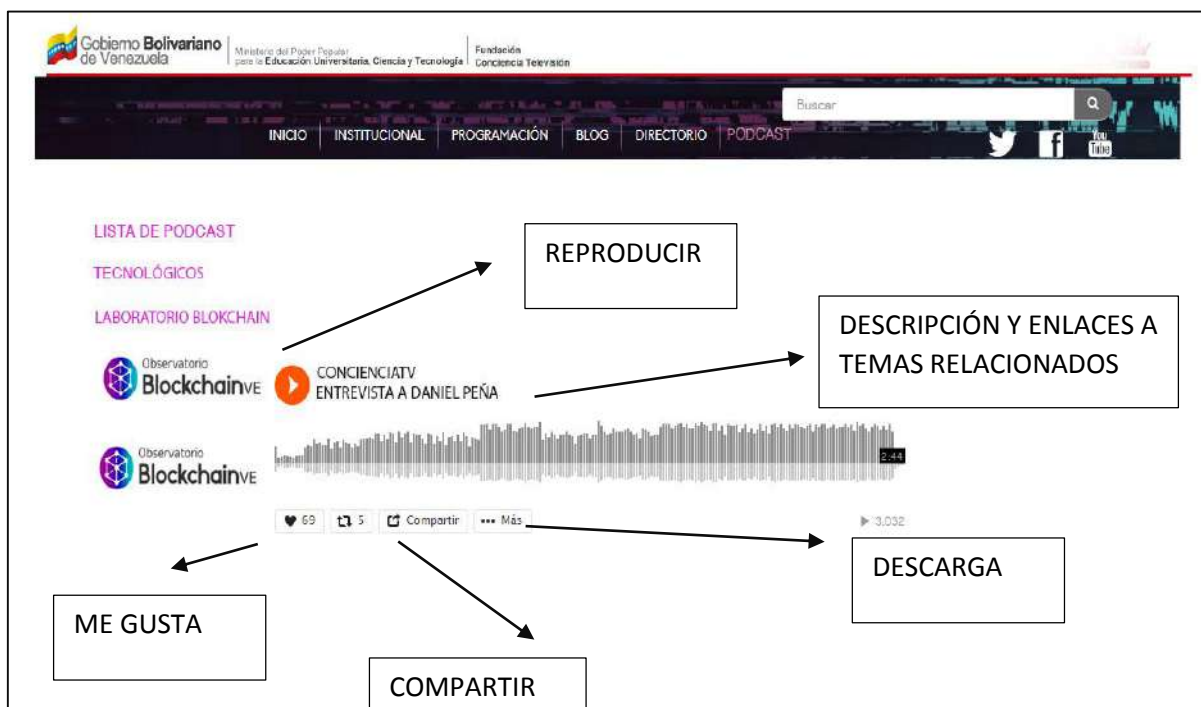 Gobierno Bolivariano
de Venezuela
Ministerio del Poder Popular
para la Educación Universitaria, Ciencia y Tecnología
Fundación
Conciencia Televisión
Buscar
INICIO INSTITUCIONAL PROGRAMACIÓN BLOG DIRECTORIO PODCAST
You
Tube
LISTA DE PODCAST
TECNOLÓGICOS
LABORATORIO BLOKCHAIN
REPRODUCIR
DESCRIPCIÓN Y ENLACES A
TEMAS RELACIONADOS
Observatorio
BlockchainVE
CONCIENCIATV
ENTREVISTA A DANIEL PEÑA
Observatorio
BlockchainVE
2:44
69 5 Compartir ••• Más
3,032
DESCARGA
ME GUSTA
COMPARTIR